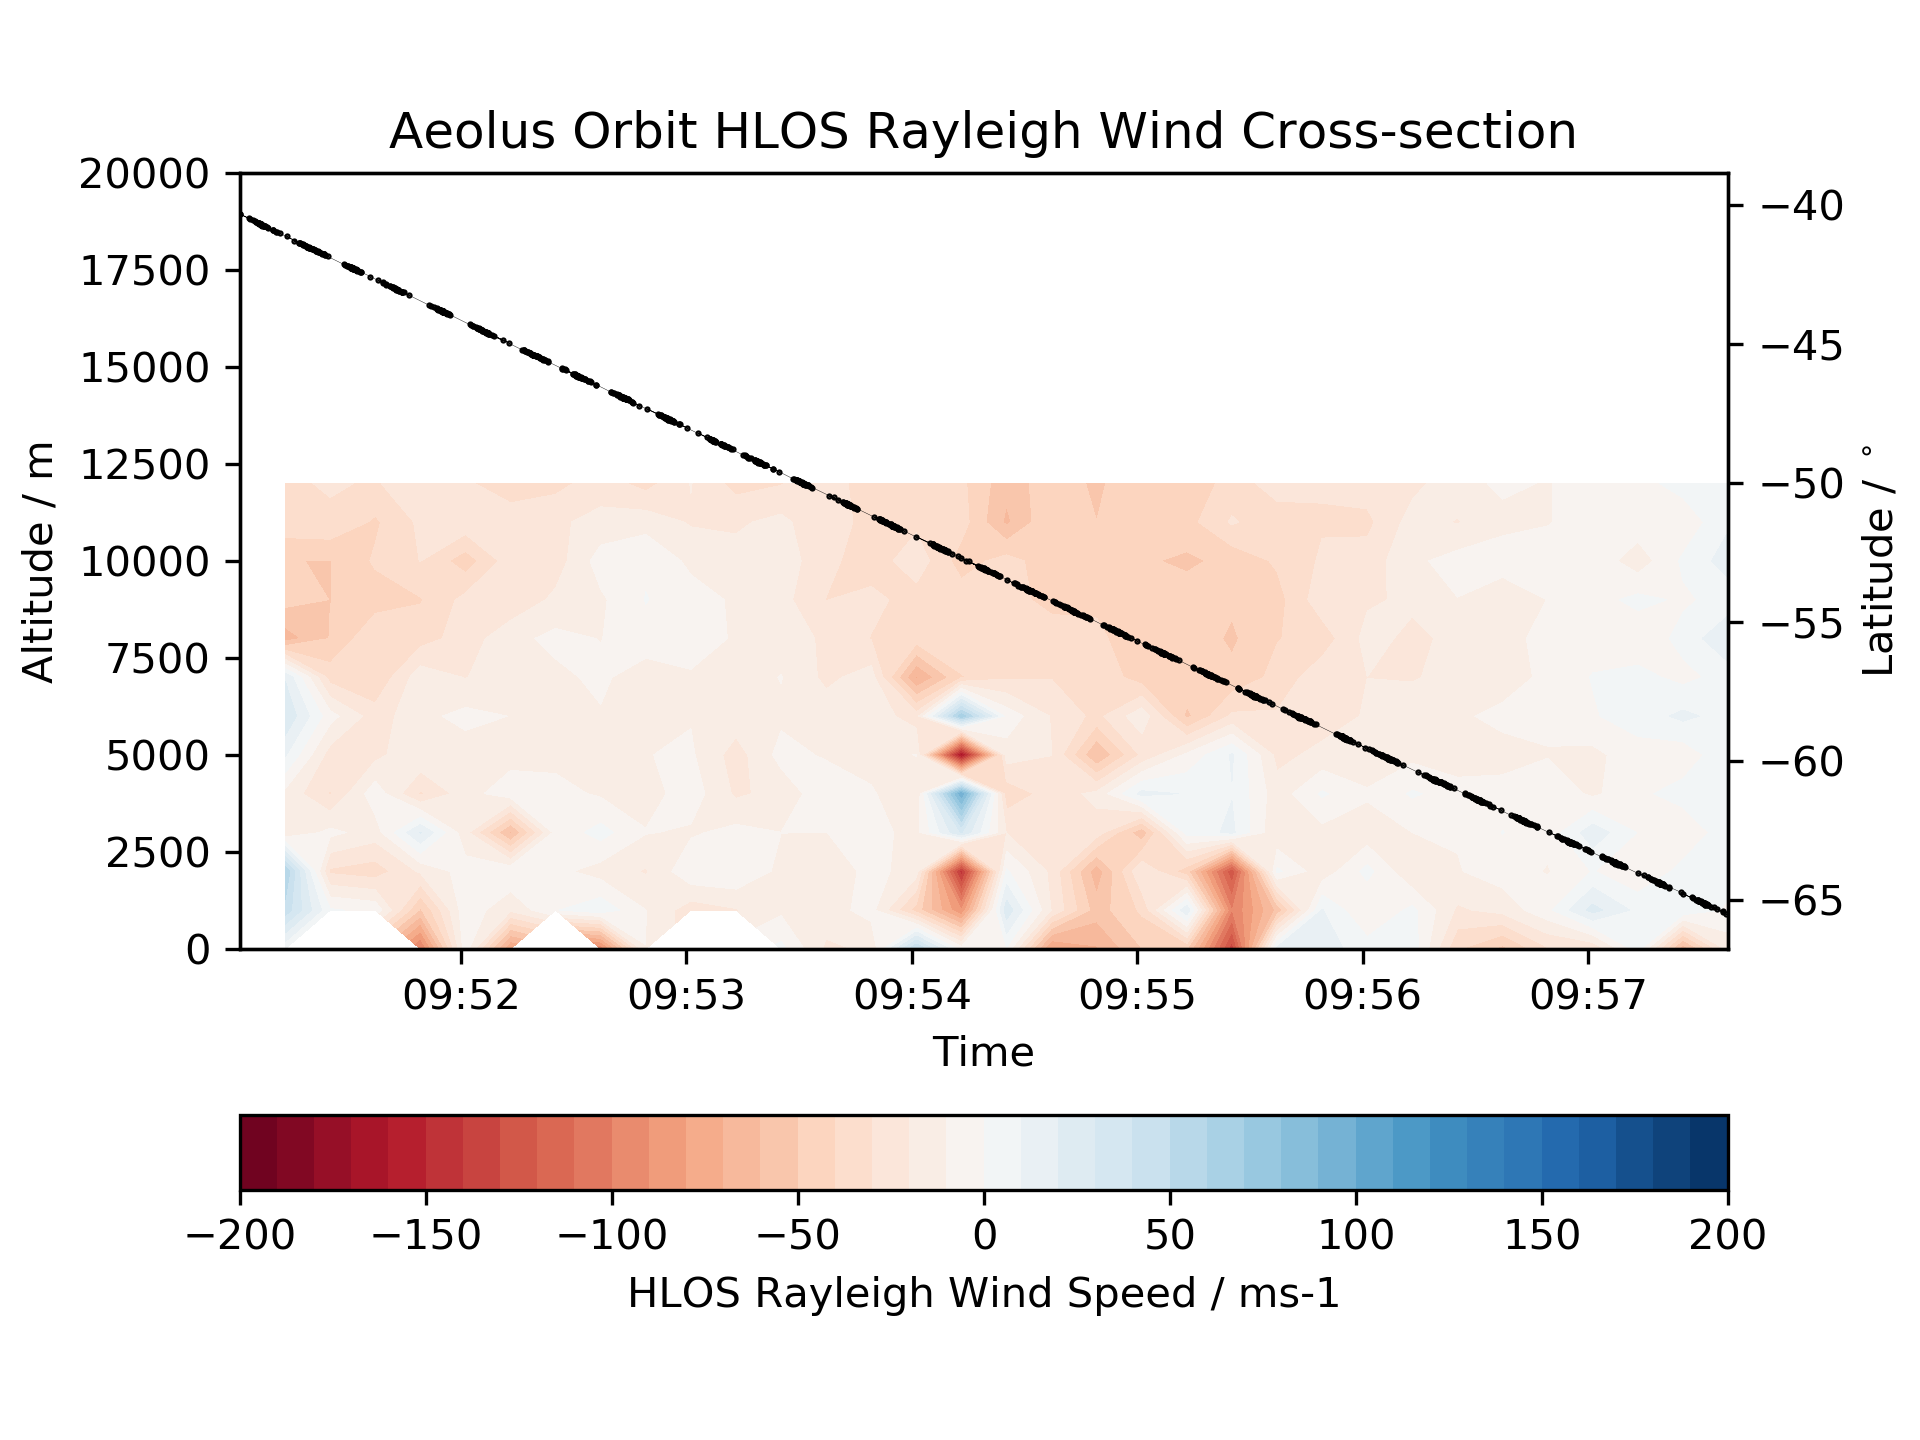 Aeolus Orbit HLOS Rayleigh Wind Cross-section
20000
17500
15000
12500
10000
7500
5000
2500
0
Altitude / m
−40
−45
−50
−55
−60
−65
Latitude / °
09:52 09:53 09:54 09:55 09:56 09:57
Time
−200 −150 −100 −50 0 50 100 150 200
HLOS Rayleigh Wind Speed / ms-1